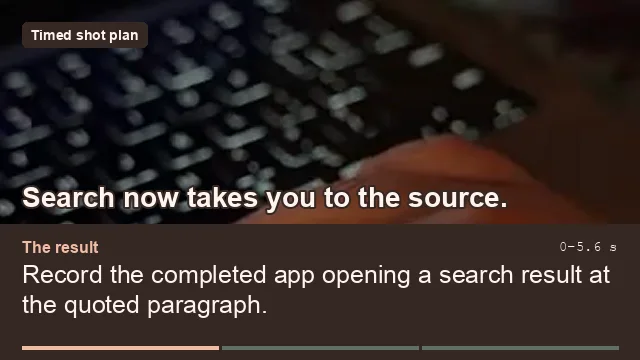 Timed shot plan
Search now takes you to the source.
The result
0–5.6 s
Record the completed app opening a search result at
the quoted paragraph.